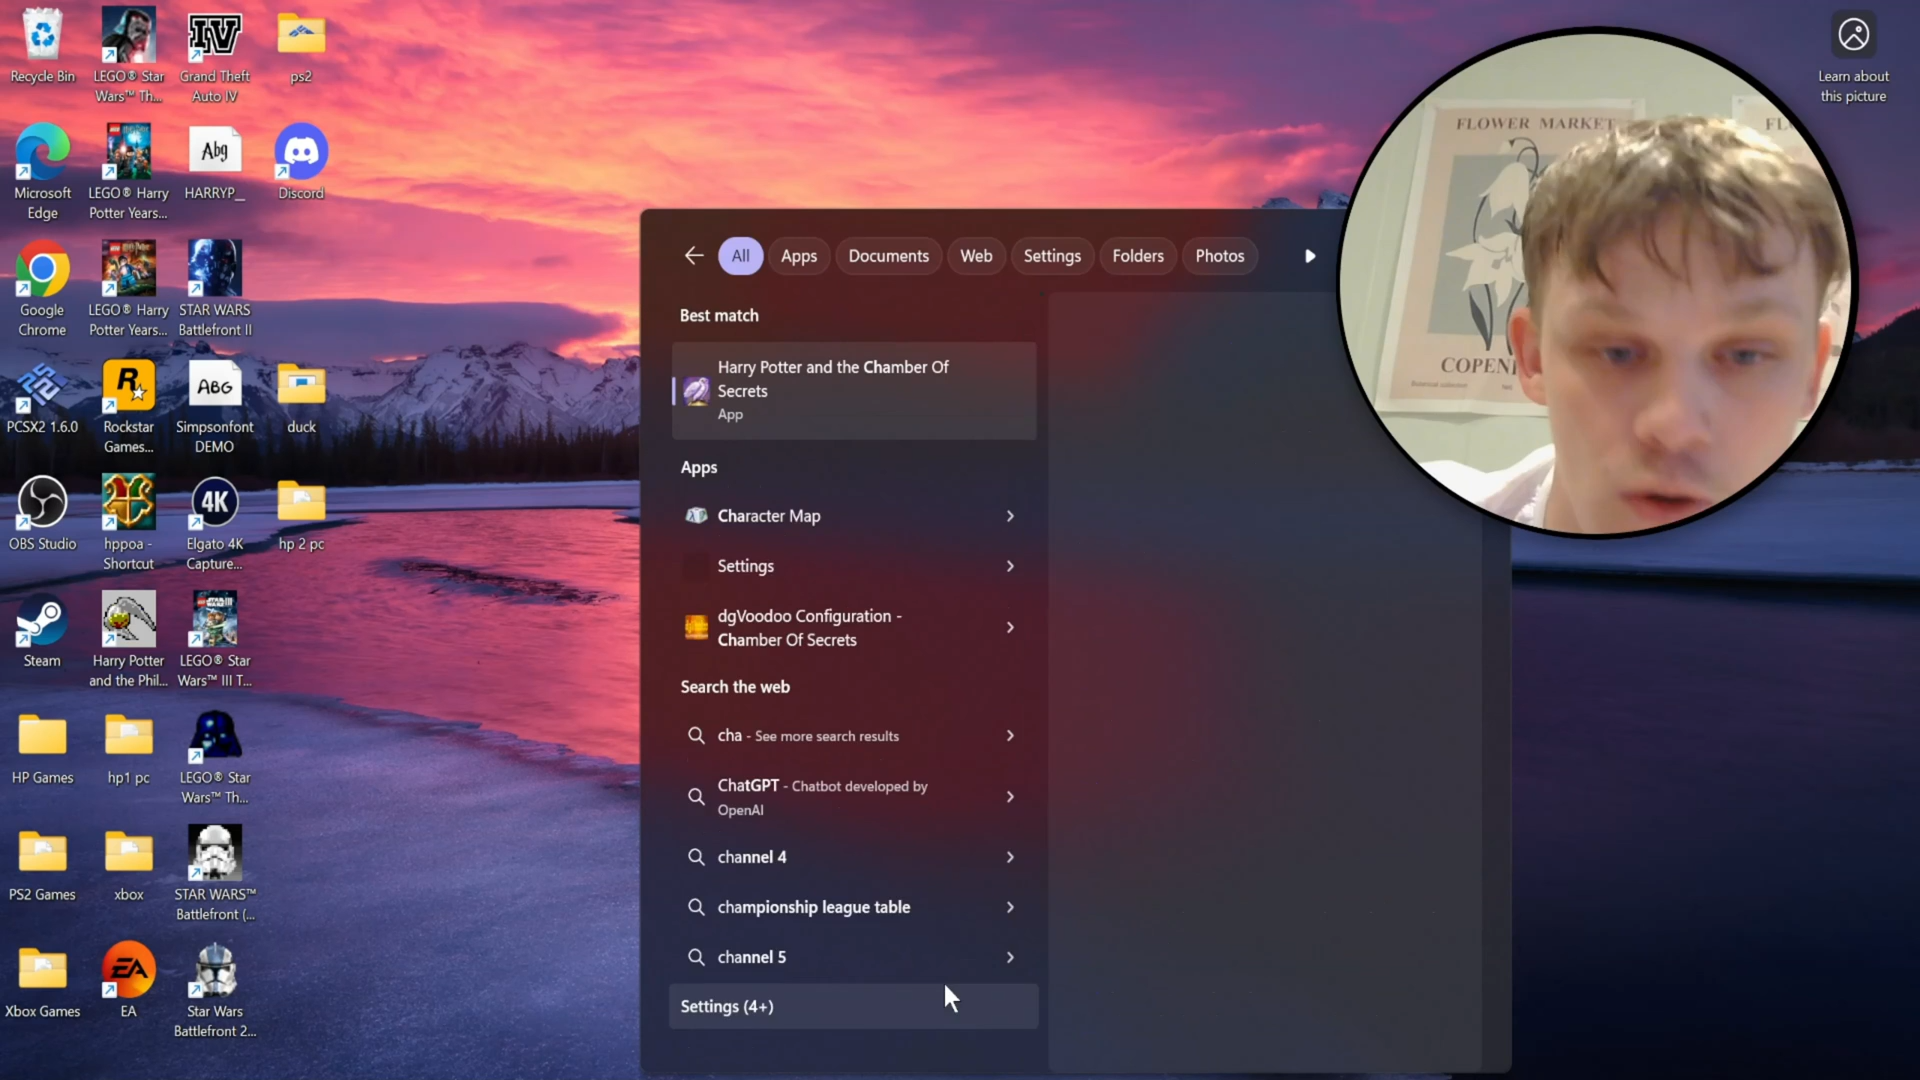 Recycle Bin
LEGO® Star
Wars™ Th...
IV
Grand Theft
Auto IV
ps2
Learn about
this picture
Microsoft
Edge
LEGO® Harry
Potter Years...
Abg
HARRYP__
Discord
Google
Chrome
LEGO® Harry
Potter Years...
STAR WARS
Battlefront II
PCSX2 1.6.0
R
Rockstar
Games...
ABG
Simpsonfont
DEMO
duck
OBS Studio
hppoa -
Shortcut
4K
Elgato 4K
Capture...
hp 2 pc
Steam
Harry Potter
and the Phil...
LEGO® Star
Wars™ III T...
HP Games
hp1 pc
LEGO® Star
Wars™ Th...
PS2 Games
xbox
STAR WARS™
Battlefront (...
Xbox Games
EA
EA
Star Wars
Battlefront 2...
All
Apps
Documents
Web
Settings
Folders
Photos
Best match
Harry Potter and the Chamber Of
Secrets
App
Apps
Character Map
Settings
dgVoodoo Configuration -
Chamber Of Secrets
Search the web
cha - See more search results
ChatGPT - Chatbot developed by
OpenAI
channel 4
championship league table
channel 5
Settings (4+)
FLOWER MARKET
FL
COPEN